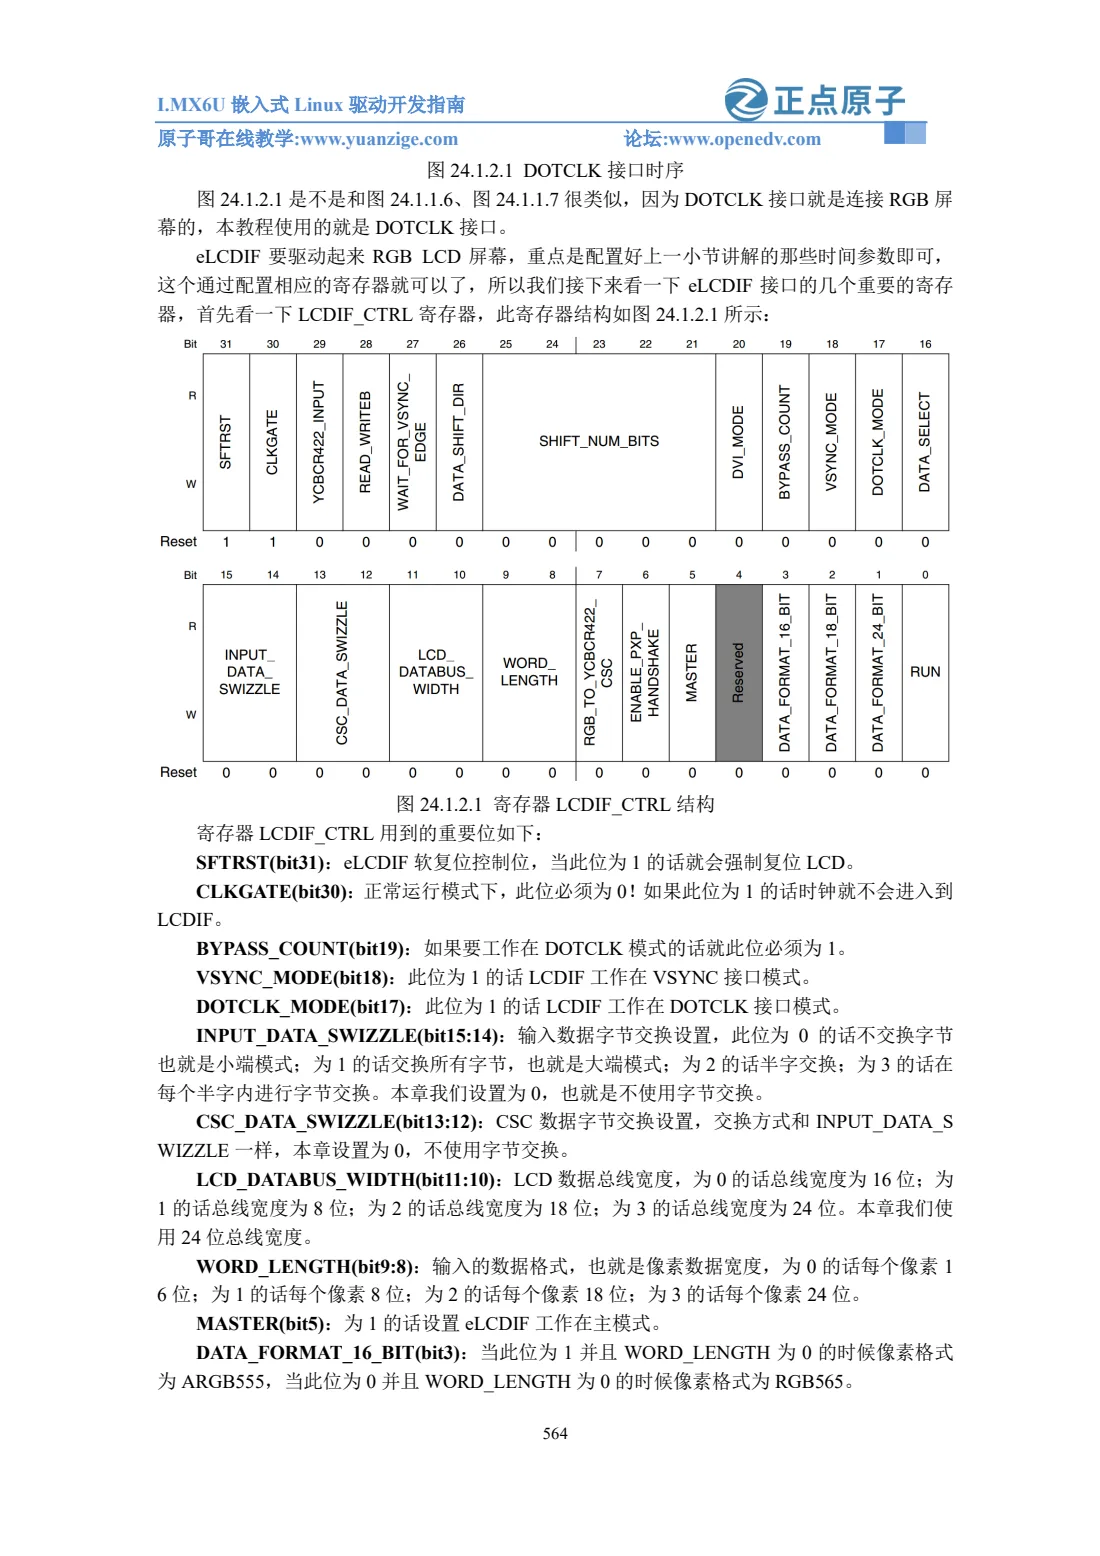 I.MX6U 嵌入式 Linux 驱动开发指南
正点原子
原子哥在线教学:www.yuanzige.com 论坛:www.openedv.com
图 24.1.2.1 DOTCLK 接口时序
图 24.1.2.1 是不是和图 24.1.1.6、图 24.1.1.7 很类似，因为 DOTCLK 接口就是连接 RGB 屏
幕的，本教程使用的就是 DOTCLK 接口。
eLCDIF 要驱动起来 RGB LCD 屏幕，重点是配置好上一小节讲解的那些时间参数即可，
这个通过配置相应的寄存器就可以了，所以我们接下来看一下 eLCDIF 接口的几个重要的寄存
器，首先看一下 LCDIF_CTRL 寄存器，此寄存器结构如图 24.1.2.1 所示：
Bit 31 30 29 28 27 26 25 24 23 22 21 20 19 18 17 16
R
W
SFTRST
CLKGATE
YCBCR422_INPUT
READ_WRITEB
WAIT_FOR_VSYNC_
EDGE
DATA_SHIFT_DIR
SHIFT_NUM_BITS
DVI_MODE
BYPASS_COUNT
VSYNC_MODE
DOTCLK_MODE
DATA_SELECT
Reset 1 1 0 0 0 0 0 0 0 0 0 0 0 0 0 0
Bit 15 14 13 12 11 10 9 8 7 6 5 4 3 2 1 0
R
W
INPUT_
DATA_
SWIZZLE
CSC_DATA_SWIZZLE
LCD_
DATABUS_
WIDTH
WORD_
LENGTH
RGB_TO_YCBCR422_
CSC
ENABLE_PXP_
HANDSHAKE
MASTER
Reserved
DATA_FORMAT_16_BIT
DATA_FORMAT_18_BIT
DATA_FORMAT_24_BIT
RUN
Reset 0 0 0 0 0 0 0 0 0 0 0 0 0 0 0 0
图 24.1.2.1 寄存器 LCDIF_CTRL 结构
寄存器 LCDIF_CTRL 用到的重要位如下：
SFTRST(bit31)：eLCDIF 软复位控制位，当此位为 1 的话就会强制复位 LCD。
CLKGATE(bit30)：正常运行模式下，此位必须为 0！如果此位为 1 的话时钟就不会进入到
LCDIF。
BYPASS_COUNT(bit19)：如果要工作在 DOTCLK 模式的话就此位必须为 1。
VSYNC_MODE(bit18)：此位为 1 的话 LCDIF 工作在 VSYNC 接口模式。
DOTCLK_MODE(bit17)：此位为 1 的话 LCDIF 工作在 DOTCLK 接口模式。
INPUT_DATA_SWIZZLE(bit15:14)：输入数据字节交换设置，此位为 0 的话不交换字节
也就是小端模式；为 1 的话交换所有字节，也就是大端模式；为 2 的话半字交换；为 3 的话在
每个半字内进行字节交换。本章我们设置为 0，也就是不使用字节交换。
CSC_DATA_SWIZZLE(bit13:12)：CSC 数据字节交换设置，交换方式和 INPUT_DATA_S
WIZZLE 一样，本章设置为 0，不使用字节交换。
LCD_DATABUS_WIDTH(bit11:10)：LCD 数据总线宽度，为 0 的话总线宽度为 16 位；为
1 的话总线宽度为 8 位；为 2 的话总线宽度为 18 位；为 3 的话总线宽度为 24 位。本章我们使
用 24 位总线宽度。
WORD_LENGTH(bit9:8)：输入的数据格式，也就是像素数据宽度，为 0 的话每个像素 1
6 位；为 1 的话每个像素 8 位；为 2 的话每个像素 18 位；为 3 的话每个像素 24 位。
MASTER(bit5)：为 1 的话设置 eLCDIF 工作在主模式。
DATA_FORMAT_16_BIT(bit3)：当此位为 1 并且 WORD_LENGTH 为 0 的时候像素格式
为 ARGB555，当此位为 0 并且 WORD_LENGTH 为 0 的时候像素格式为 RGB565。
564